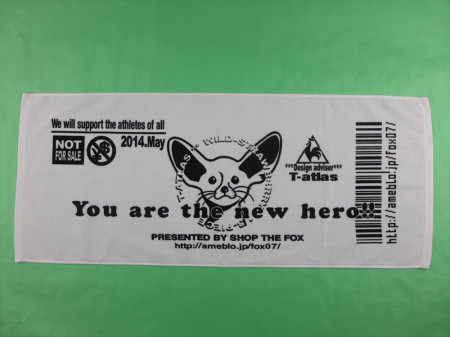 We will support the athletes of all
NOT
FOR SALE
2014.May
T-ATLAS
WILD-STRAWBERRY
"""Design adviser"""
T-atlas
You are the new hero!!
PRESENTED BY SHOP THE FOX
http://ameblo.jp/fox07/
http://ameblo.jp/fox07/